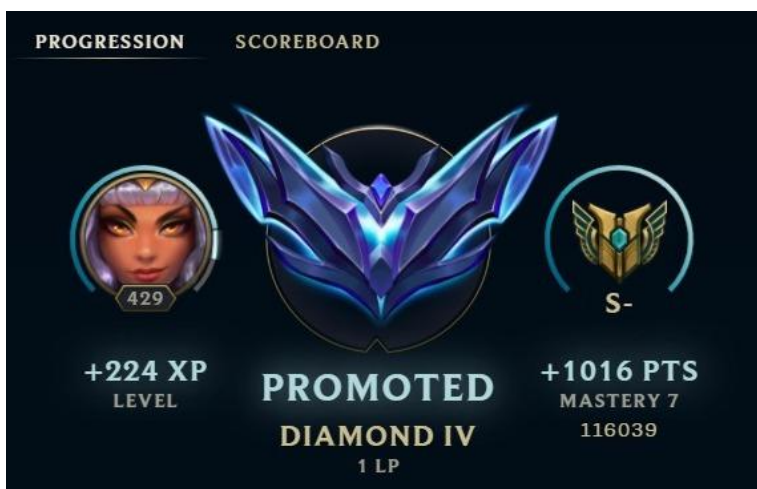 PROGRESSION SCOREBOARD
429
S-
+224 XP
LEVEL
PROMOTED
DIAMOND IV
1 LP
+1016 PTS
MASTERY 7
116039